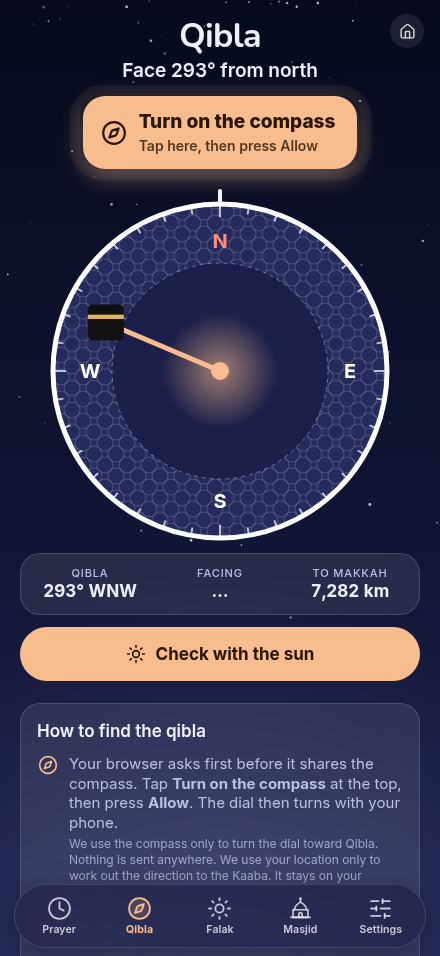 Qibla
Face 293° from north
Turn on the compass
Tap here, then press Allow
N
W
E
S
QIBLA
FACING
TO MAKKAH
293° WNW
...
7,282 km
Check with the sun
How to find the qibla
Your browser asks first before it shares the
compass. Tap Turn on the compass at the top,
then press Allow. The dial then turns with your
phone.
We use the compass only to turn the dial toward Qibla.
Nothing is sent anywhere. We use your location only to
work out the direction to the Kaaba. It stays on your
Prayer
Qibla
Falak
Masjid
Settings